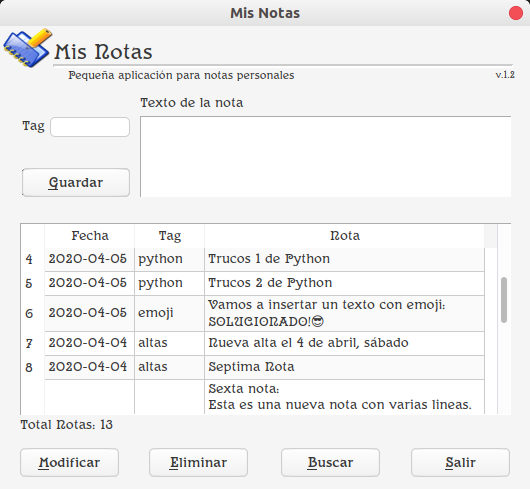 Mis Notas
Mis Notas
Pequeña aplicación para notas personales
v.1.2
Texto de la nota
Tag
Guardar
Fecha Tag Nota
4 2020-04-05 python Trucos 1 de Python
5 2020-04-05 python Trucos 2 de Python
6 2020-04-05 emoji Vamos a insertar un texto con emoji:
SOLUCIONADO!😎
7 2020-04-04 altas Nueva alta el 4 de abril, sábado
8 2020-04-04 altas Septima Nota
Sexta nota:
Esta es una nueva nota con varias lineas.
Total Notas: 13
Modificar Eliminar Buscar Salir